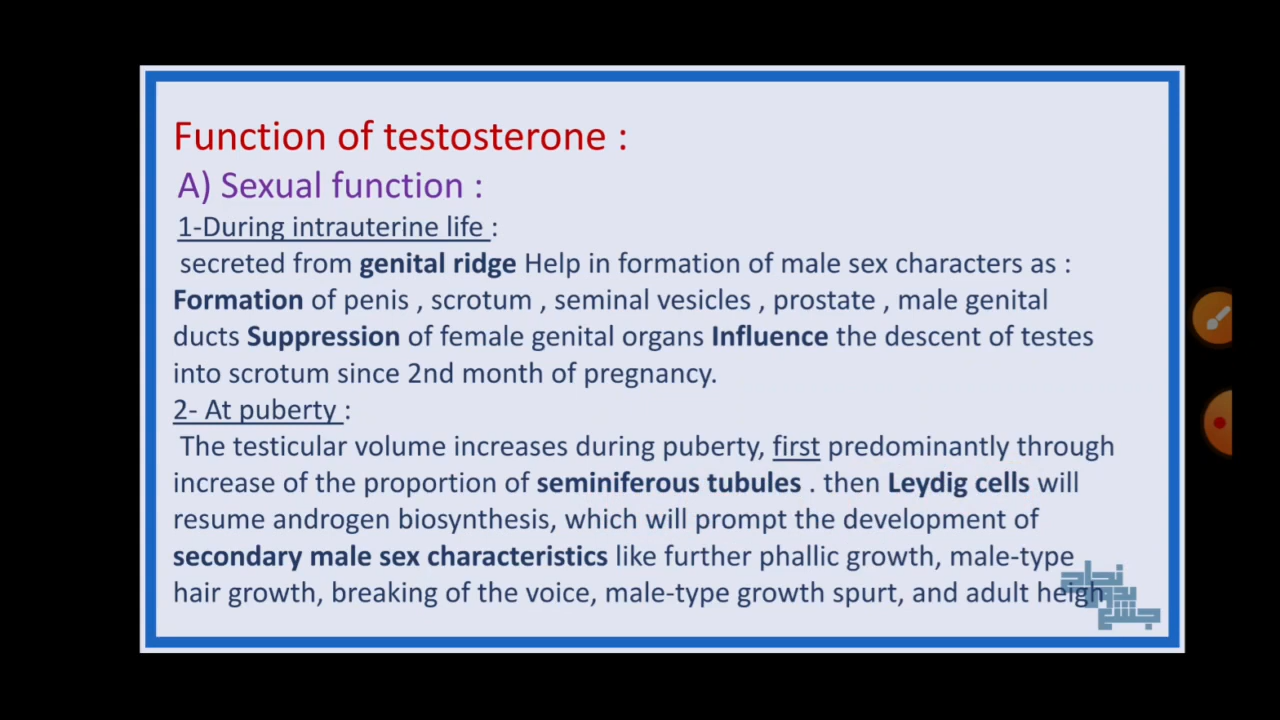 Function of testosterone :
A) Sexual function :
1-During intrauterine life :
secreted from genital ridge Help in formation of male sex characters as :
Formation of penis , scrotum , seminal vesicles , prostate , male genital
ducts Suppression of female genital organs Influence the descent of testes
into scrotum since 2nd month of pregnancy.
2- At puberty :
The testicular volume increases during puberty, first predominantly through
increase of the proportion of seminiferous tubules . then Leydig cells will
resume androgen biosynthesis, which will prompt the development of
secondary male sex characteristics like further phallic growth, male-type
hair growth, breaking of the voice, male-type growth spurt, and adult heigh